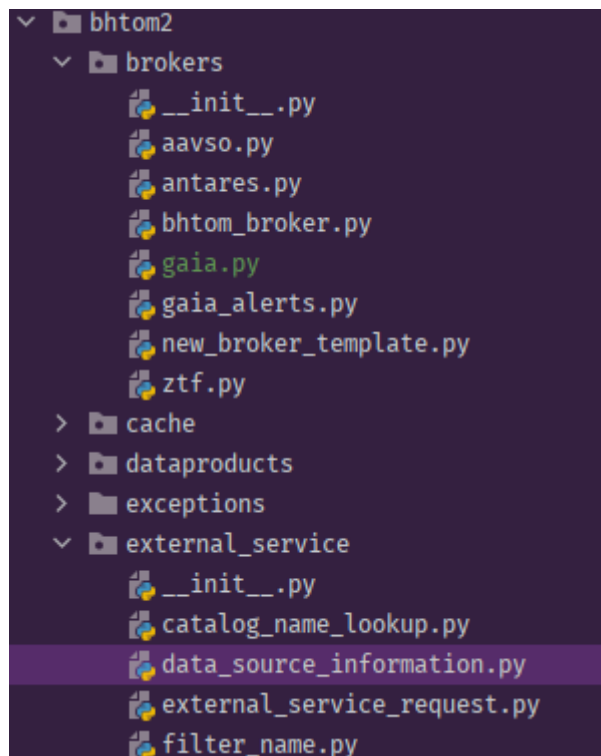 bhtom2
brokers
__init__.py
aavso.py
antares.py
bhtom_broker.py
gaia.py
gaia_alerts.py
new_broker_template.py
ztf.py
cache
dataproducts
exceptions
external_service
__init__.py
catalog_name_lookup.py
data_source_information.py
external_service_request.py
filter_name.py